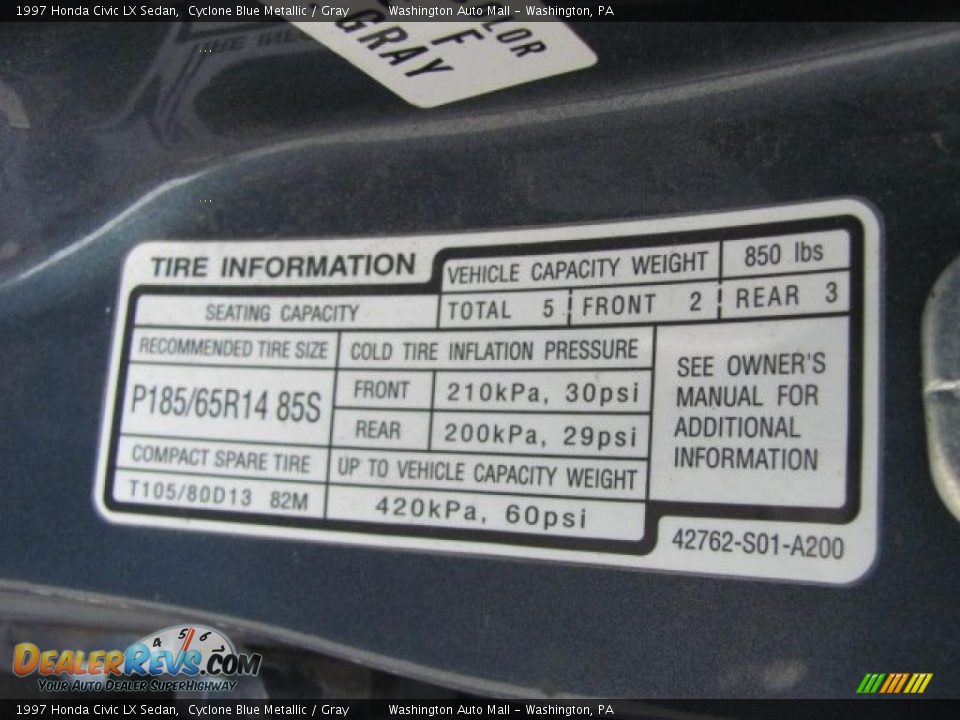 1997 Honda Civic LX Sedan,  Cyclone Blue Metallic / Gray          Washington Auto Mall - Washington, PA
F
GRAY
TIRE INFORMATION
VEHICLE CAPACITY WEIGHT 850 lbs
SEATING CAPACITY TOTAL 5 FRONT 2 REAR 3
RECOMMENDED TIRE SIZE COLD TIRE INFLATION PRESSURE
P185/65R14 85S
FRONT 210kPa, 30psi
REAR 200kPa, 29psi
SEE OWNER'S
MANUAL FOR
ADDITIONAL
INFORMATION
COMPACT SPARE TIRE UP TO VEHICLE CAPACITY WEIGHT
T105/80D13 82M 420kPa, 60psi
42762-S01-A200
4 5 6
DEALERREVS.COM
YOUR AUTO DEALER SUPERHIGHWAY
1997 Honda Civic LX Sedan,  Cyclone Blue Metallic / Gray          Washington Auto Mall - Washington, PA